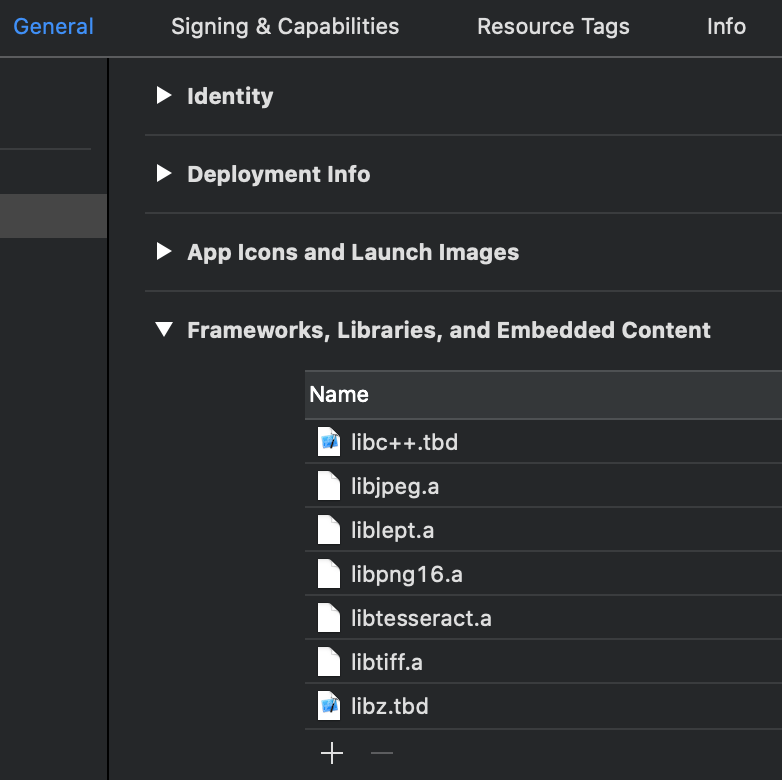 General Signing & Capabilities Resource Tags Info
Identity
Deployment Info
App Icons and Launch Images
Frameworks, Libraries, and Embedded Content
Name
libc++.tbd
libjpeg.a
liblept.a
libpng16.a
libtesseract.a
libtiff.a
libz.tbd